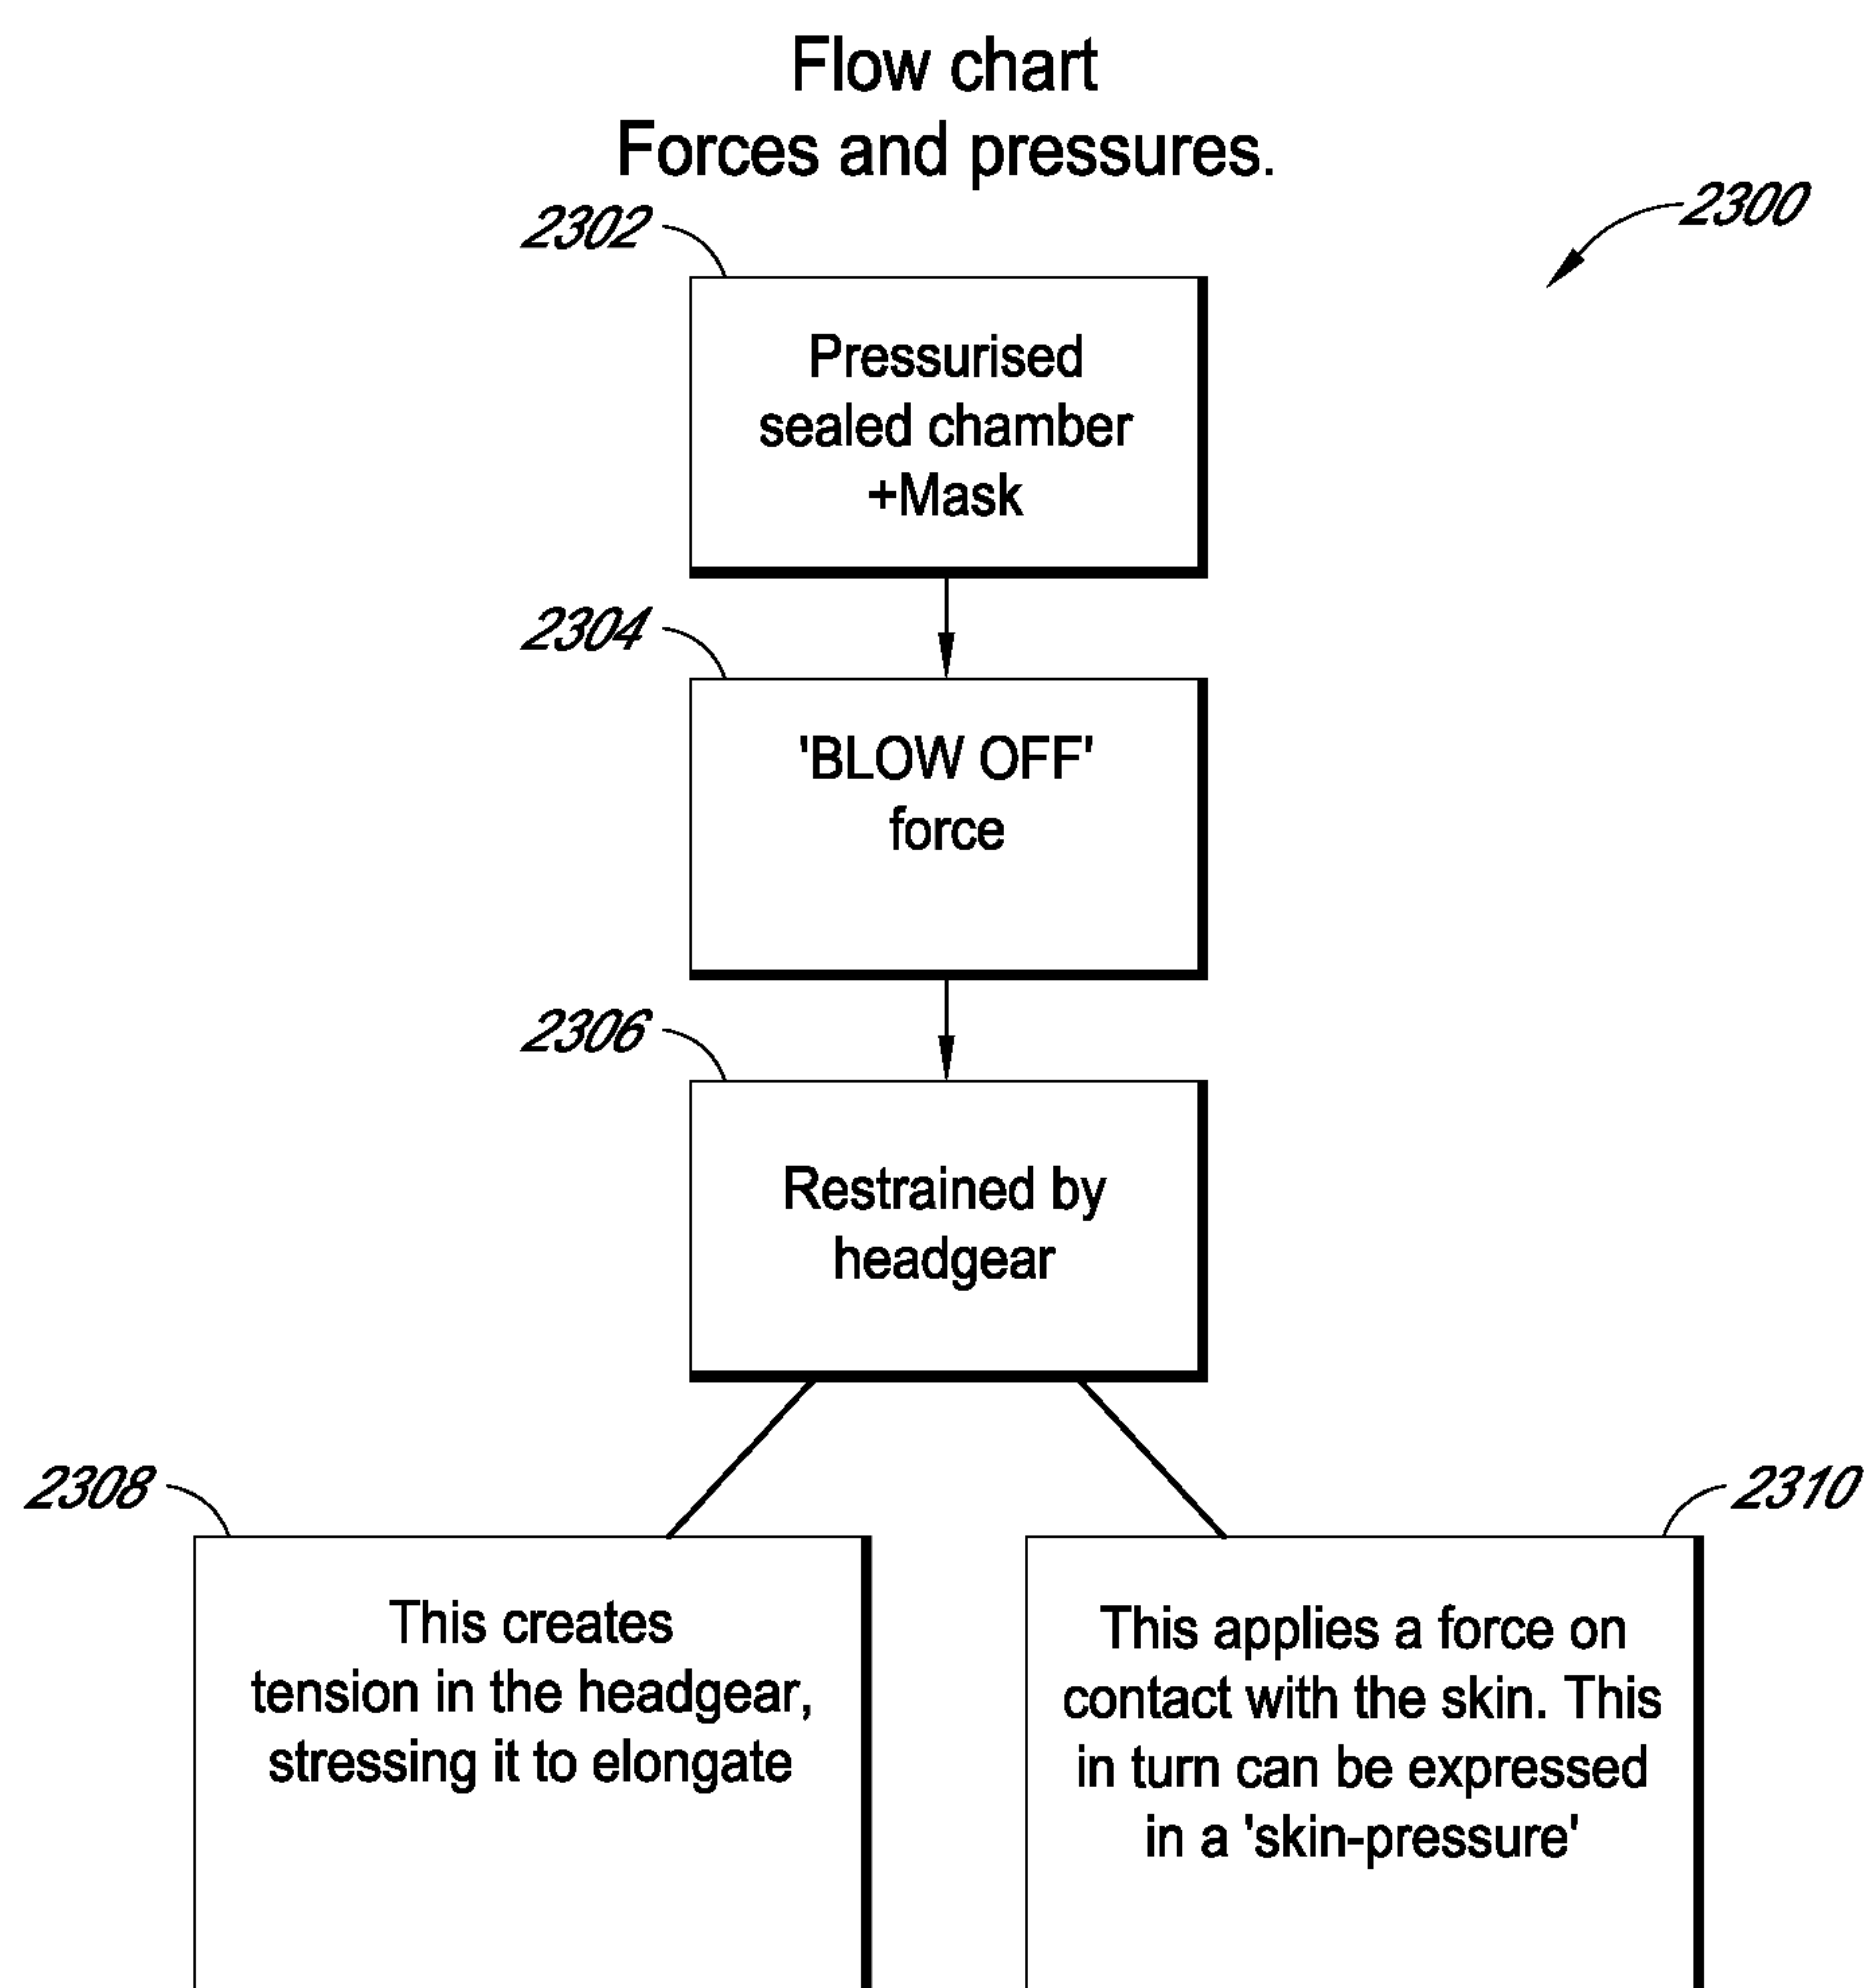 Flow chart
Forces and pressures.
2300
2302
Pressurised
sealed chamber
+Mask
2304
'BLOW OFF'
force
2306
Restrained by
headgear
2308
This creates
tension in the headgear,
stressing it to elongate
2310
This applies a force on
contact with the skin. This
in turn can be expressed
in a 'skin-pressure'